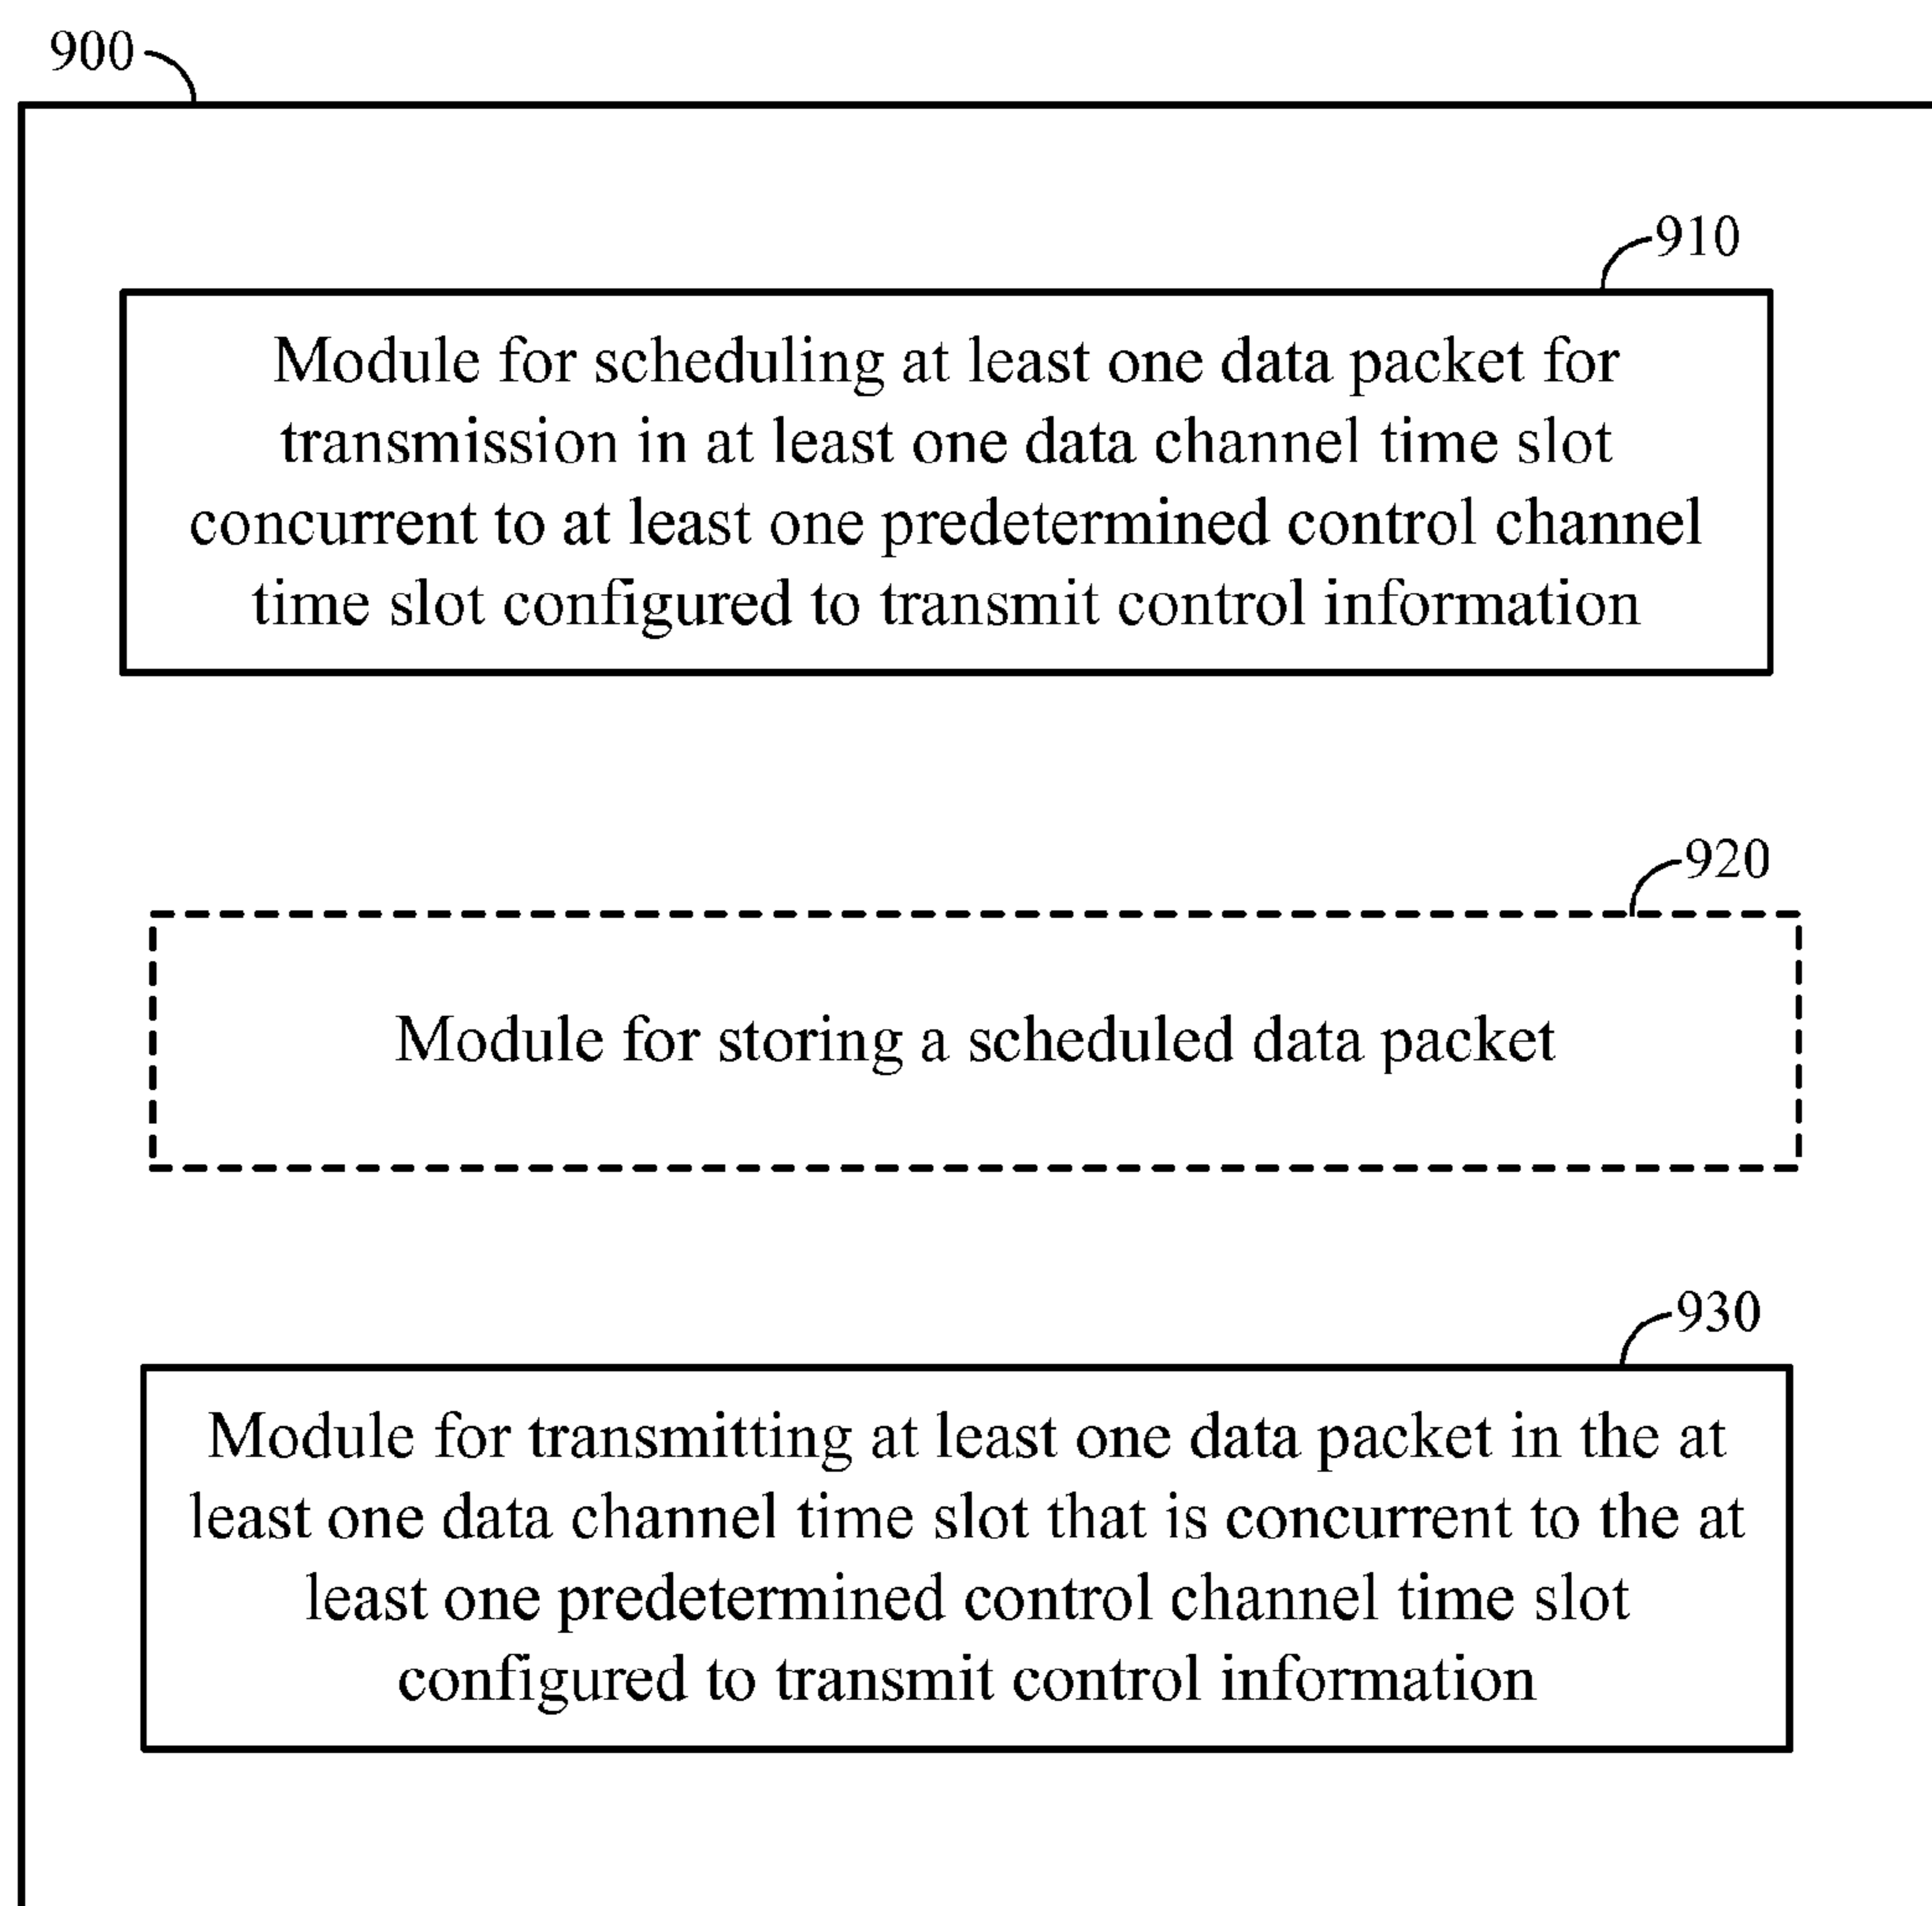 900
910
Module for scheduling at least one data packet for
transmission in at least one data channel time slot
concurrent to at least one predetermined control channel
time slot configured to transmit control information
920
Module for storing a scheduled data packet
930
Module for transmitting at least one data packet in the at
least one data channel time slot that is concurrent to the at
least one predetermined control channel time slot
configured to transmit control information